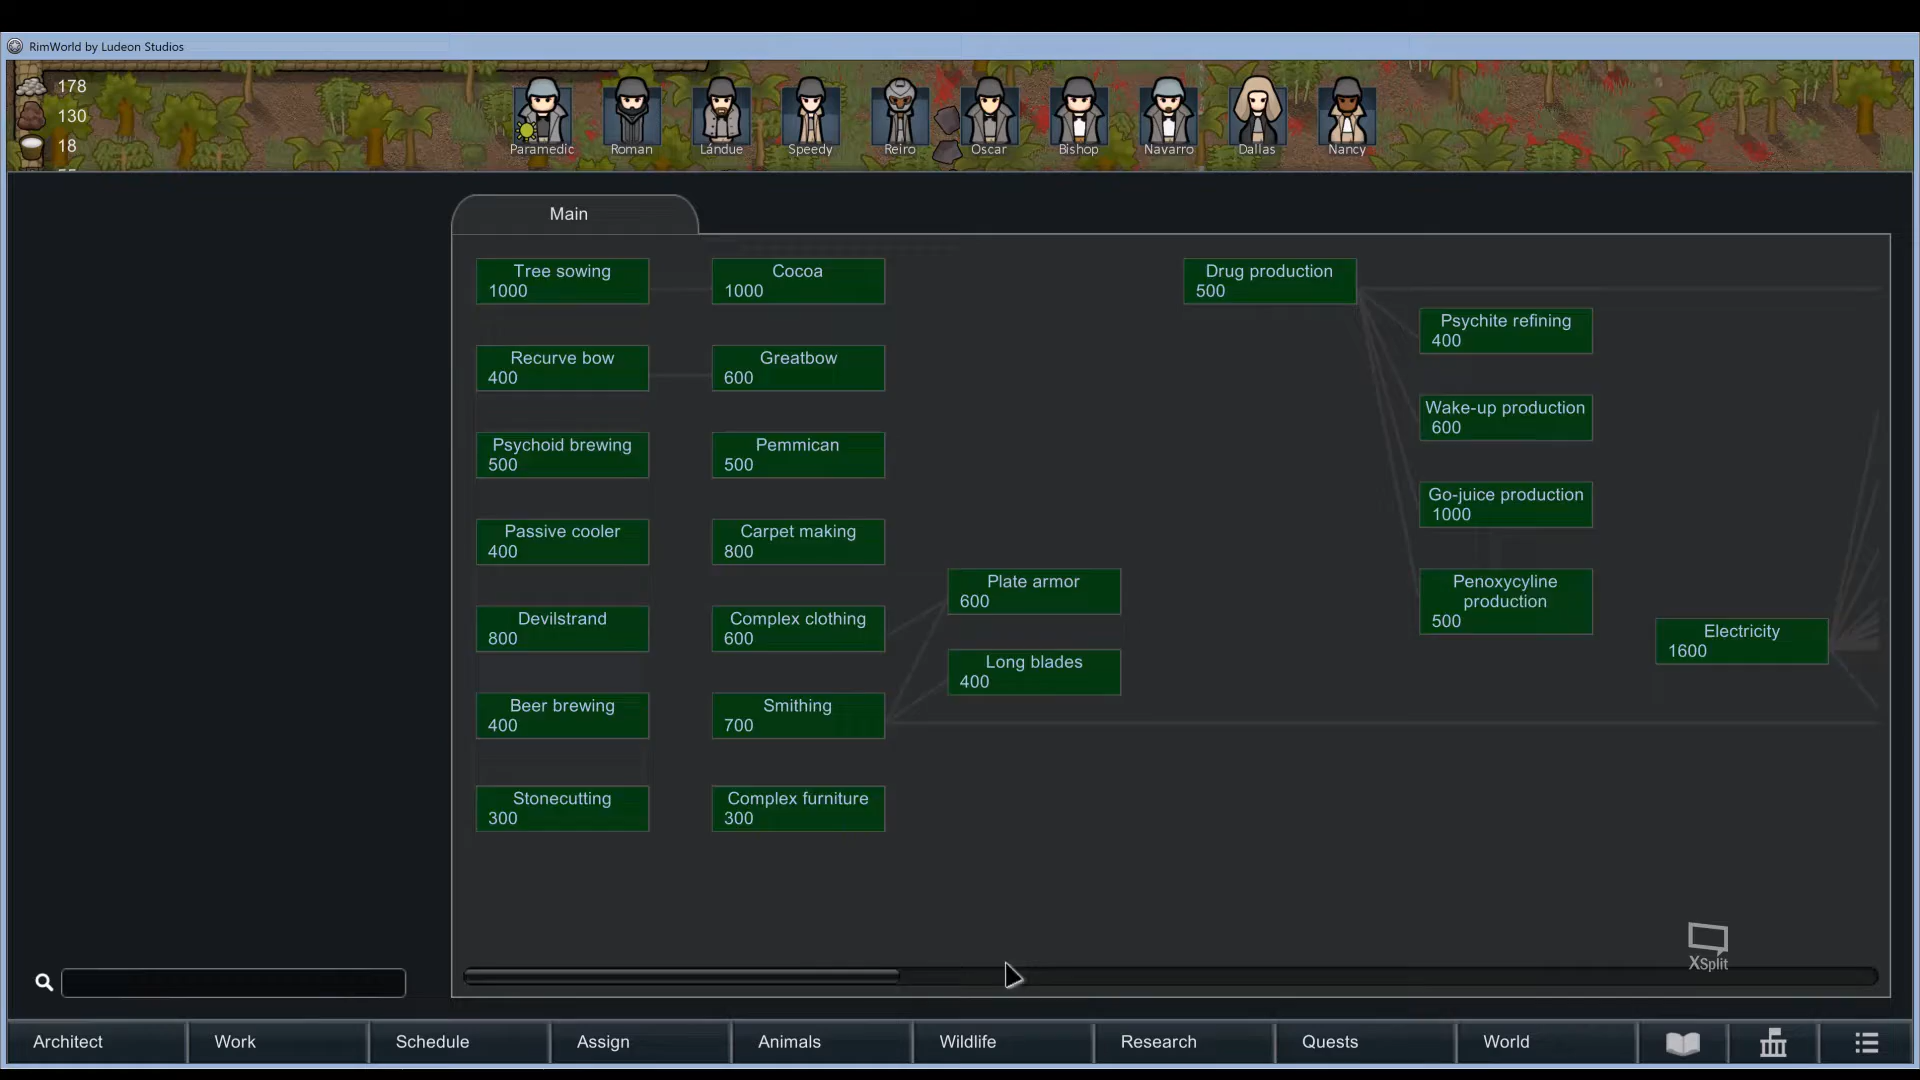 RimWorld by Ludeon Studios
178
130
18
Paramedic
Roman
Lándue
Speedy
Reiro
Oscar
Bishop
Navarro
Dallas
Nancy
Main
Tree sowing
1000
Cocoa
1000
Drug production
500
Psychite refining
400
Recurve bow
400
Greatbow
600
Wake-up production
600
Psychoid brewing
500
Pemmican
500
Go-juice production
1000
Passive cooler
400
Carpet making
800
Plate armor
600
Penoxycyline
production
500
Devilstrand
800
Complex clothing
600
Electricity
1600
Long blades
400
Beer brewing
400
Smithing
700
Stonecutting
300
Complex furniture
300
XSplit
Architect
Work
Schedule
Assign
Animals
Wildlife
Research
Quests
World